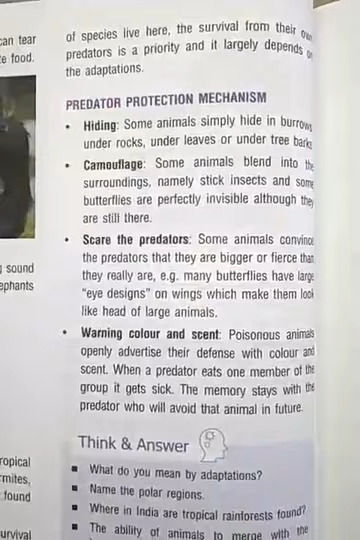 can tear
food.
sound
ephants
ropical
mites,
found
urvival
of species live here, the survival from their own
predators is a priority and it largely depends on
the adaptations.
PREDATOR PROTECTION MECHANISM
• Hiding: Some animals simply hide in burrows
under rocks, under leaves or under tree barks
• Camouflage: Some animals blend into the
surroundings, namely stick insects and some
butterflies are perfectly invisible although they
are still there.
• Scare the predators: Some animals convince
the predators that they are bigger or fierce than
they really are, e.g. many butterflies have large
"eye designs" on wings which make them look
like head of large animals.
• Warning colour and scent: Poisonous animals
openly advertise their defense with colour and
scent. When a predator eats one member of the
group it gets sick. The memory stays with the
predator who will avoid that animal in future.
Think & Answer
■ What do you mean by adaptations?
■ Name the polar regions.
■ Where in India are tropical rainforests found?
■ The ability of animals to merge with the